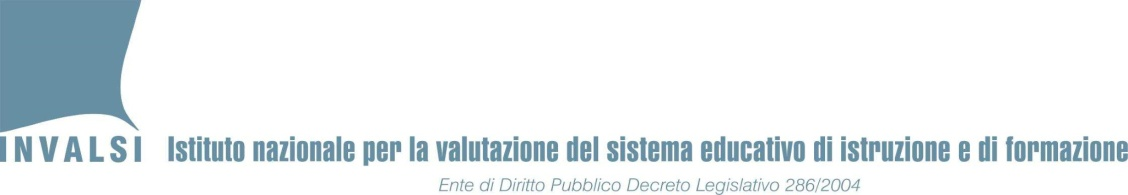 INVALSI Istituto nazionale per la valutazione del sistema educativo di istruzione e di formazione
Ente di Diritto Pubblico Decreto Legislativo 286/2004